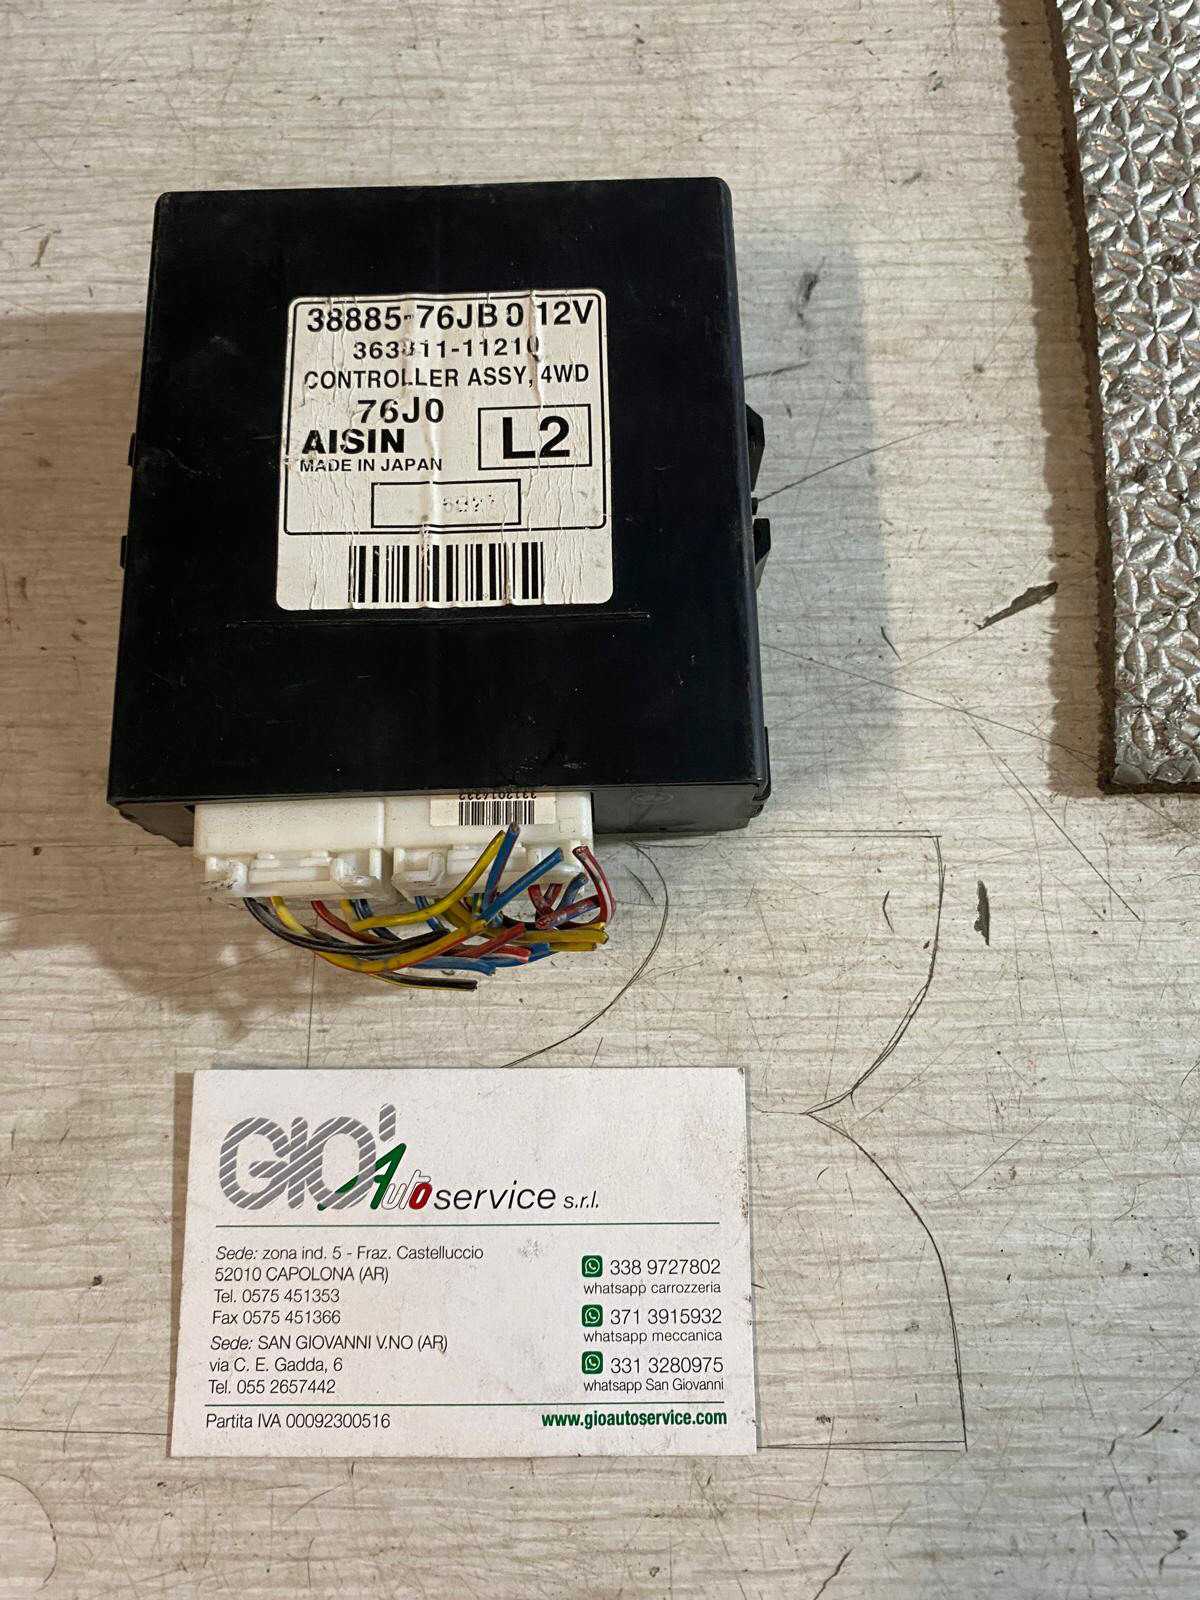 38885-76JB0 12V
363811-11210
CONTROLLER ASSY, 4WD
76J0
AISIN
L2
MADE IN JAPAN
GIO' Autoservice s.r.l.
Sede: zona ind. 5 - Fraz. Castelluccio
52010 CAPOLONA (AR)
Tel. 0575 451353
Fax 0575 451366
Sede: SAN GIOVANNI V.NO (AR)
via C. E. Gadda, 6
Tel. 055 2657442
338 9727802
whatsapp carrozzeria
371 3915932
whatsapp meccanica
331 3280975
whatsapp San Giovanni
Partita IVA 00092300516
www.gioautoservice.com